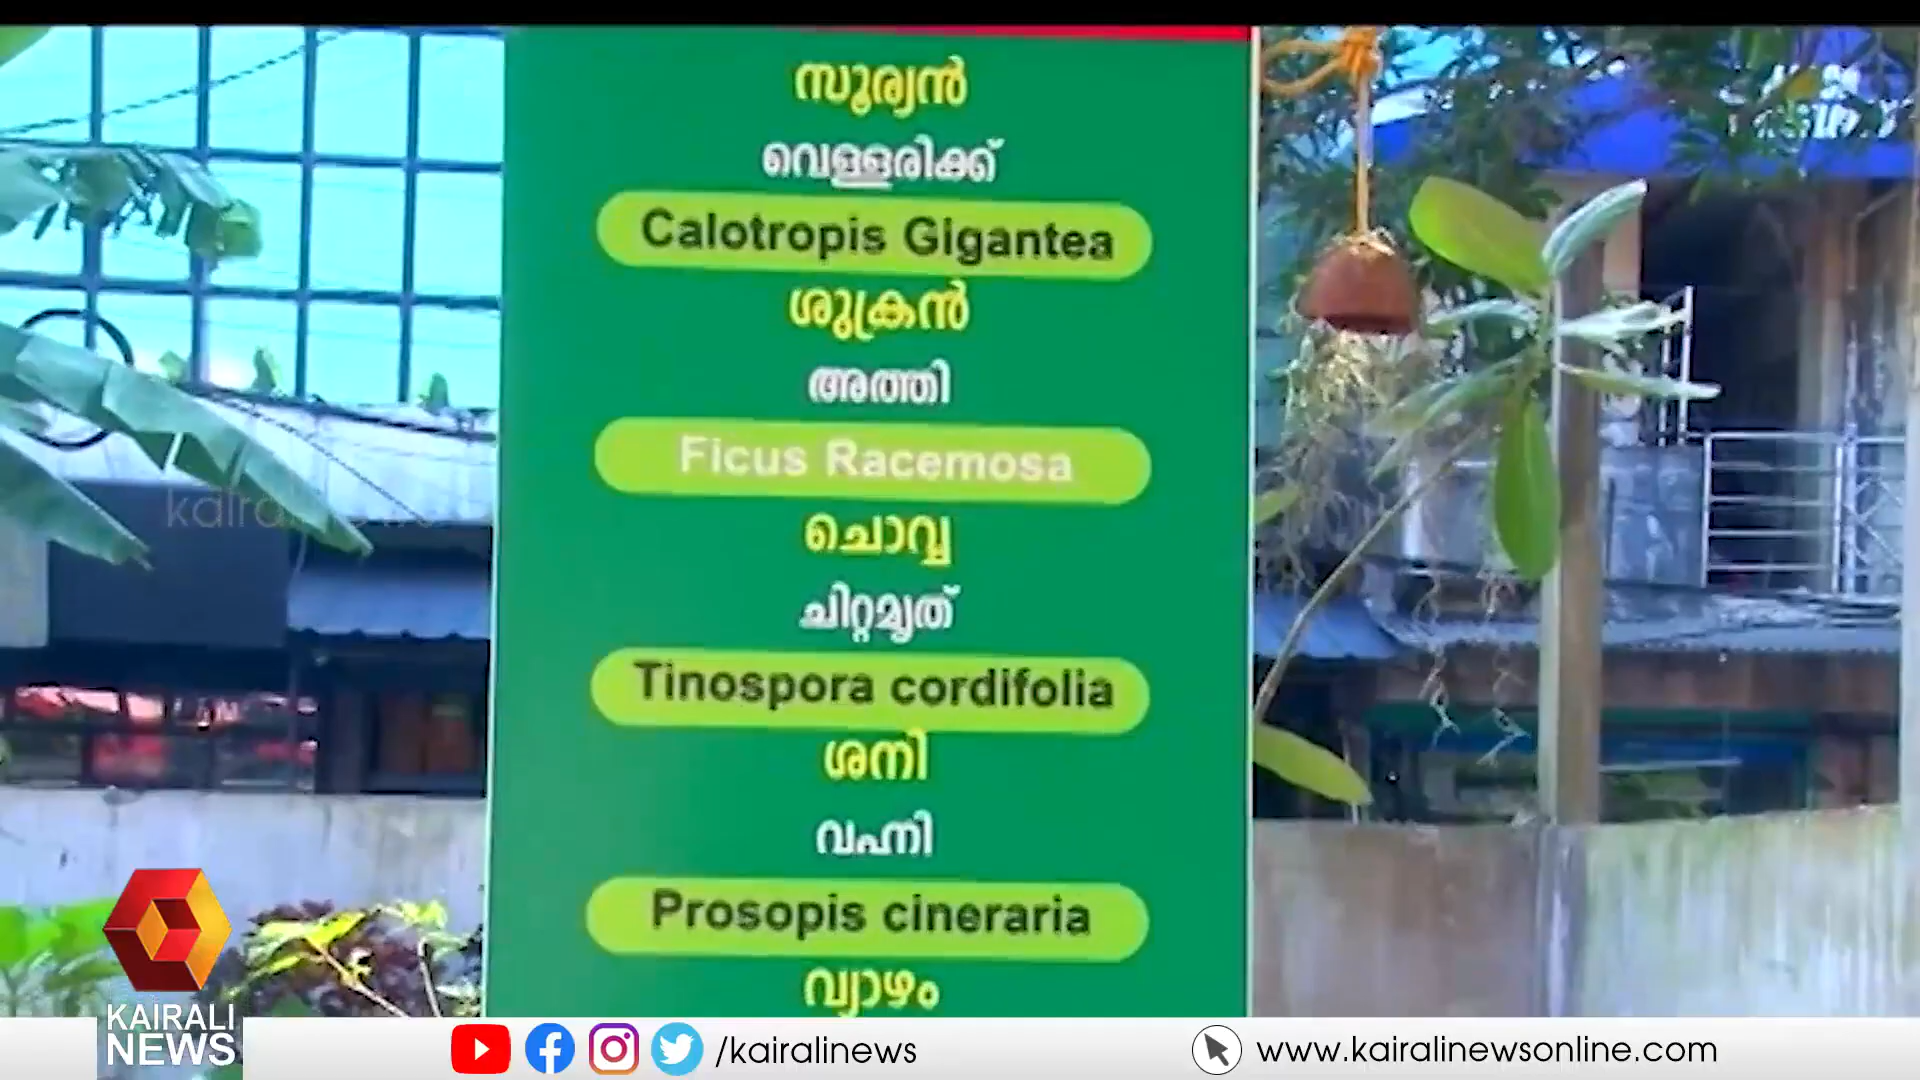 സൂര്യൻ
വെള്ളരിക്ക്
Calotropis Gigantea
ശുക്രൻ
അത്തി
Ficus Racemosa
ചൊവ്വ
ചിറ്റമൃത്
Tinospora cordifolia
ശനി
വഹ്നി
Prosopis cineraria
വ്യാഴം
kairalinews
KAIRALI
NEWS
/kairalinews
www.kairalinewsonline.com